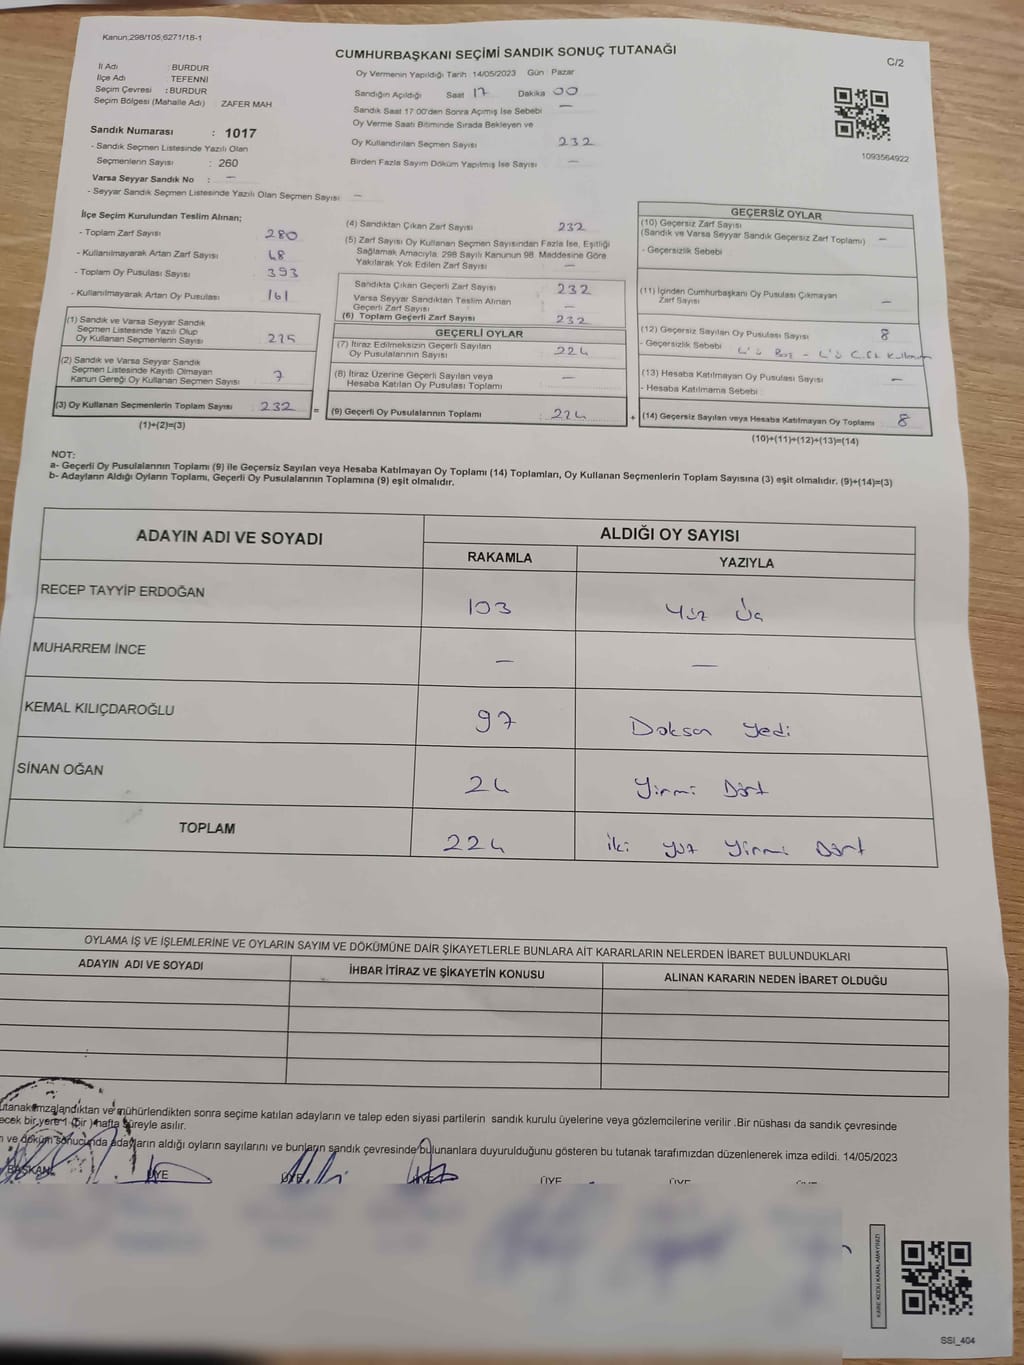 Kanun;298/105,6271/18-1
CUMHURBAŞKANI SEÇİMİ SANDIK SONUÇ TUTANAĞI
C/2
İl Adı : BURDUR
İlçe Adı : TEFENNİ
Seçim Çevresi : BURDUR
Seçim Bölgesi (Mahalle Adı) : ZAFER MAH
Sandık Numarası : 1017
- Sandık Seçmen Listesinde Yazılı Olan
Seçmenlerin Sayısı : 260
Varsa Seyyar Sandık No : —
- Seyyar Sandık Seçmen Listesinde Yazılı Olan Seçmen Sayısı : —
Oy Vermenin Yapıldığı Tarih : 14/05/2023 Gün : Pazar
Sandığın Açıldığı Saat 17 Dakika 00
Sandık Saat 17:00'den Sonra Açımış İse Sebebi —
Oy Verme Saati Bitiminde Sırada Bekleyen ve
Oy Kullandırılan Seçmen Sayısı 232
Birden Fazla Sayım Döküm Yapılmış İse Sayısı —
1093564922
İlçe Seçim Kurulundan Teslim Alınan;
- Toplam Zarf Sayısı 280
- Kullanılmayarak Artan Zarf Sayısı 48
- Toplam Oy Pusulası Sayısı 393
- Kullanılmayarak Artan Oy Pusulası 161
(1) Sandık ve Varsa Seyyar Sandık
Seçmen Listesinde Yazılı Olup
Oy Kullanan Seçmenlerin Sayısı 225
(2) Sandık ve Varsa Seyyar Sandık
Seçmen Listesinde Kayıtlı Olmayan
Kanun Gereği Oy Kullanan Seçmen Sayısı 7
(3) Oy Kullanan Seçmenlerin Toplam Sayısı 232 =
(1)+(2)=(3)
(4) Sandıktan Çıkan Zarf Sayısı 232
(5) Zarf Sayısı Oy Kullanan Seçmen Sayısından Fazla İse, Eşitliği
Sağlamak Amacıyla; 298 Sayılı Kanunun 98. Maddesine Göre
Yakılarak Yok Edilen Zarf Sayısı —
Sandıkta Çıkan Geçerli Zarf Sayısı 232
Varsa Seyyar Sandıktan Teslim Alınan
Geçerli Zarf Sayısı —
(6) Toplam Geçerli Zarf Sayısı 232
GEÇERLİ OYLAR
(7) İtiraz Edilmeksizin Geçerli Sayılan
Oy Pusulalarının Sayısı 224
(8) İtiraz Üzerine Geçerli Sayılan veya
Hesaba Katılan Oy Pusulası Toplamı —
(9) Geçerli Oy Pusulalarının Toplamı : 224 +
GEÇERSİZ OYLAR
(10) Geçersiz Zarf Sayısı
(Sandık ve Varsa Seyyar Sandık Geçersiz Zarf Toplamı) —
- Geçersizlik Sebebi :
(11) İçinden Cumhurbaşkanı Oy Pusulası Çıkmayan
Zarf Sayısı —
(12) Geçersiz Sayılan Oy Pusulası Sayısı 8
- Geçersizlik Sebebi : 4'ü Boş - 4'ü Çift Kullanım
(13) Hesaba Katılmayan Oy Pusulası Sayısı —
- Hesaba Katılmama Sebebi :
(14) Geçersiz Sayılan veya Hesaba Katılmayan Oy Toplamı 8
(10)+(11)+(12)+(13)=(14)
NOT:
a- Geçerli Oy Pusulalarının Toplamı (9) ile Geçersiz Sayılan veya Hesaba Katılmayan Oy Toplamı (14) Toplamları, Oy Kullanan Seçmenlerin Toplam Sayısına (3) eşit olmalıdır. (9)+(14)=(3)
b- Adayların Aldığı Oyların Toplamı, Geçerli Oy Pusulalarının Toplamına (9) eşit olmalıdır.
ADAYIN ADI VE SOYADI ALDIĞI OY SAYISI
RAKAMLA YAZIYLA
RECEP TAYYİP ERDOĞAN 103 Yüz Üç
MUHARREM İNCE — —
KEMAL KILIÇDAROĞLU 97 Doksan Yedi
SİNAN OĞAN 24 Yirmi Dört
TOPLAM 224 İki yüz Yirmi Dört
OYLAMA İŞ VE İŞLEMLERİNE VE OYLARIN SAYIM VE DÖKÜMÜNE DAİR ŞİKAYETLERLE BUNLARA AİT KARARLARIN NELERDEN İBARET BULUNDUKLARI
ADAYIN ADI VE SOYADI İHBAR İTİRAZ VE ŞİKAYETİN KONUSU ALINAN KARARIN NEDEN İBARET OLDUĞU
utanak imzalandıktan ve mühürlendikten sonra seçime katılan adayların ve talep eden siyasi partilerin sandık kurulu üyelerine veya gözlemcilerine verilir .Bir nüshası da sandık çevresinde
ecek bir yere 1 (bir ) hafta süreyle asılır.
ve döküm sonucunda adayların aldığı oyların sayılarını ve bunların sandık çevresinde bulunanlara duyurulduğunu gösteren bu tutanak tarafımızdan düzenlenerek imza edildi. 14/05/2023
BAŞKAN ÜYE ÜYE ÜYE ÜYE ÜYE
KARE KODU KARALAMAYINIZ!
SSI_404